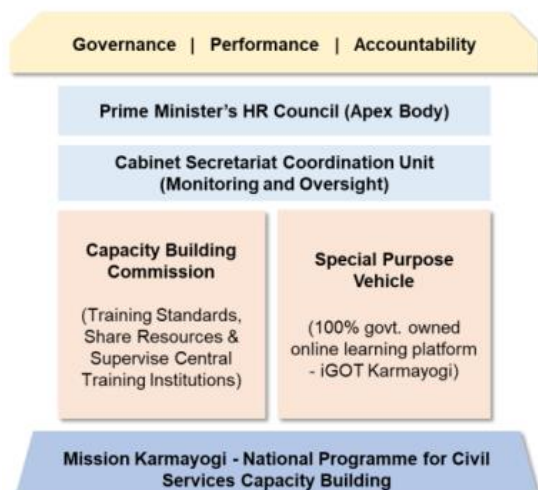 Governance | Performance | Accountability
Prime Minister's HR Council (Apex Body)
Cabinet Secretariat Coordination Unit
(Monitoring and Oversight)
Capacity Building
Commission
(Training Standards,
Share Resources &
Supervise Central
Training Institutions)
Special Purpose
Vehicle
(100% govt. owned
online learning platform
- iGOT Karmayogi)
Mission Karmayogi - National Programme for Civil
Services Capacity Building